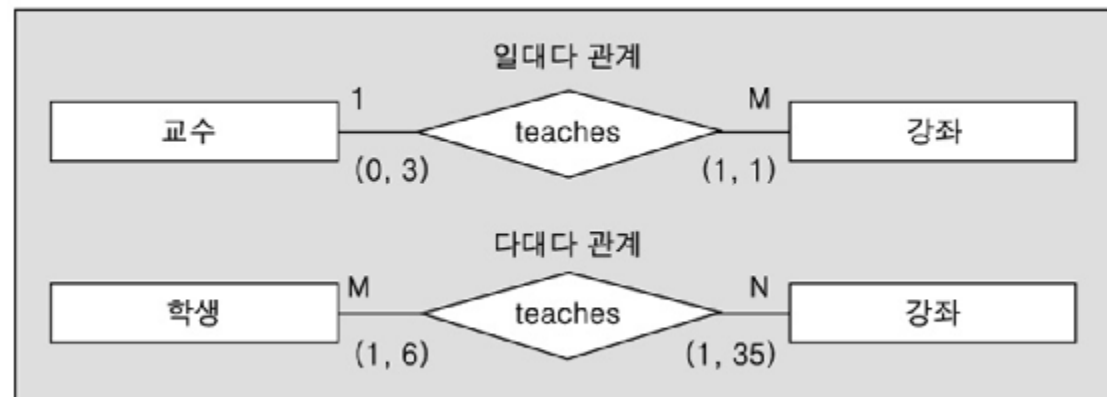 일대다 관계
교수 1 teaches M 강좌
(0, 3) (1, 1)
다대다 관계
학생 M teaches N 강좌
(1, 6) (1, 35)